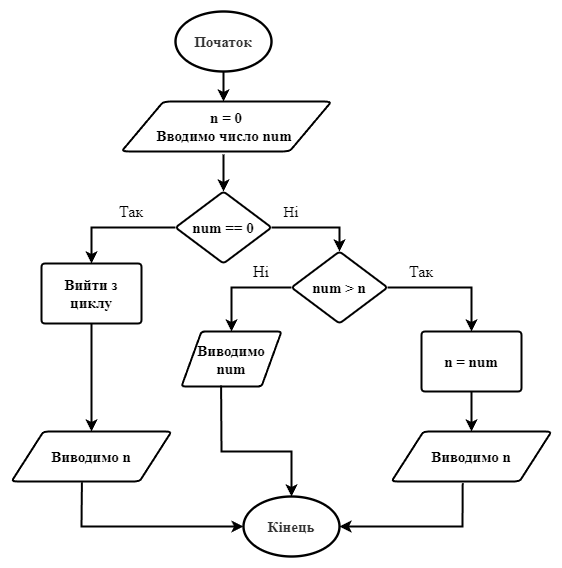 Початок
n = 0
Вводимо число num
num == 0
Так
Ні
Вийти з
циклу
num > n
Ні
Так
Виводимо
num
n = num
Виводимо n
Виводимо n
Кінець